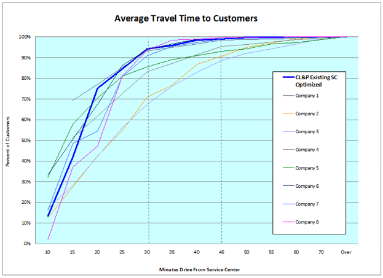 Average Travel Time to Customers
100%
90%
80%
70%
60%
50%
40%
30%
20%
10%
0%
Percent of Customers
10
15
20
25
30
35
40
45
50
55
60
70
Over
Minutes Drive From Service Center
CL&P Existing SC
Optimized
Company 1
Company 2
Company 3
Company 4
Company 5
Company 6
Company 7
Company 8